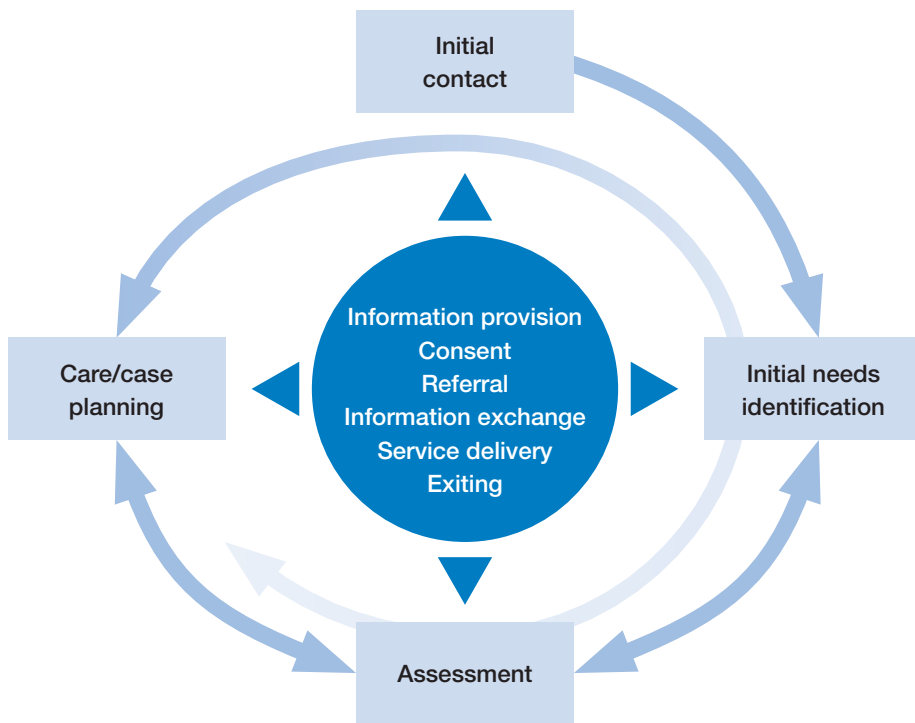 Initial
contact
Care/case
planning
Information provision
Consent
Referral
Information exchange
Service delivery
Exiting
Initial needs
identification
Assessment